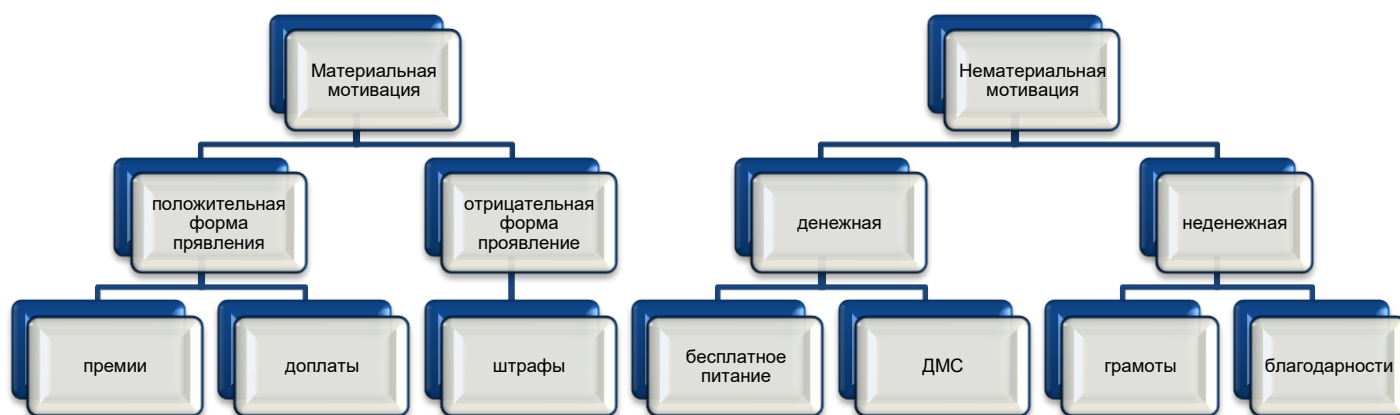 Материальная
мотивация
Нематериальная
мотивация
положительная
форма
прявления
отрицательная
форма
проявление
денежная
неденежная
премии
доплаты
штрафы
бесплатное
питание
ДМС
грамоты
благодарности